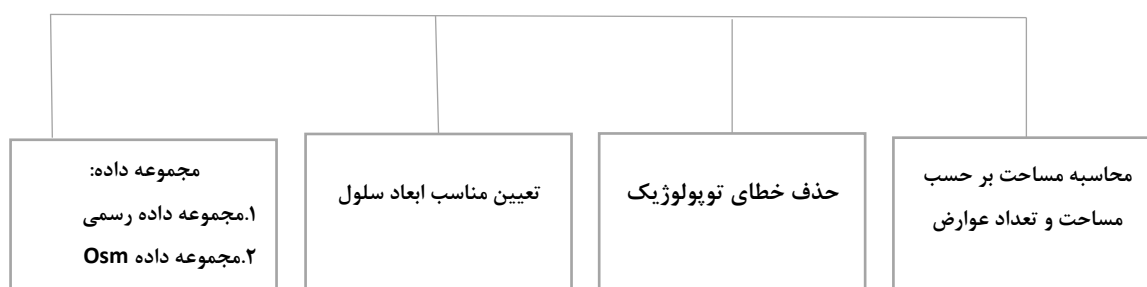 محاسبه مساحت بر حسب
مساحت و تعداد عوارض
حذف خطای توپولوژیک
تعیین مناسب ابعاد سلول
مجموعه داده:
۱.مجموعه داده رسمی
۲.مجموعه داده Osm